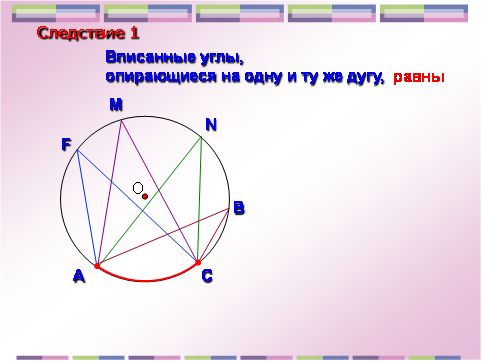 Следствие 1
Вписанные углы,
опирающиеся на одну и ту же дугу, равны
M
N
F
O
B
A
C